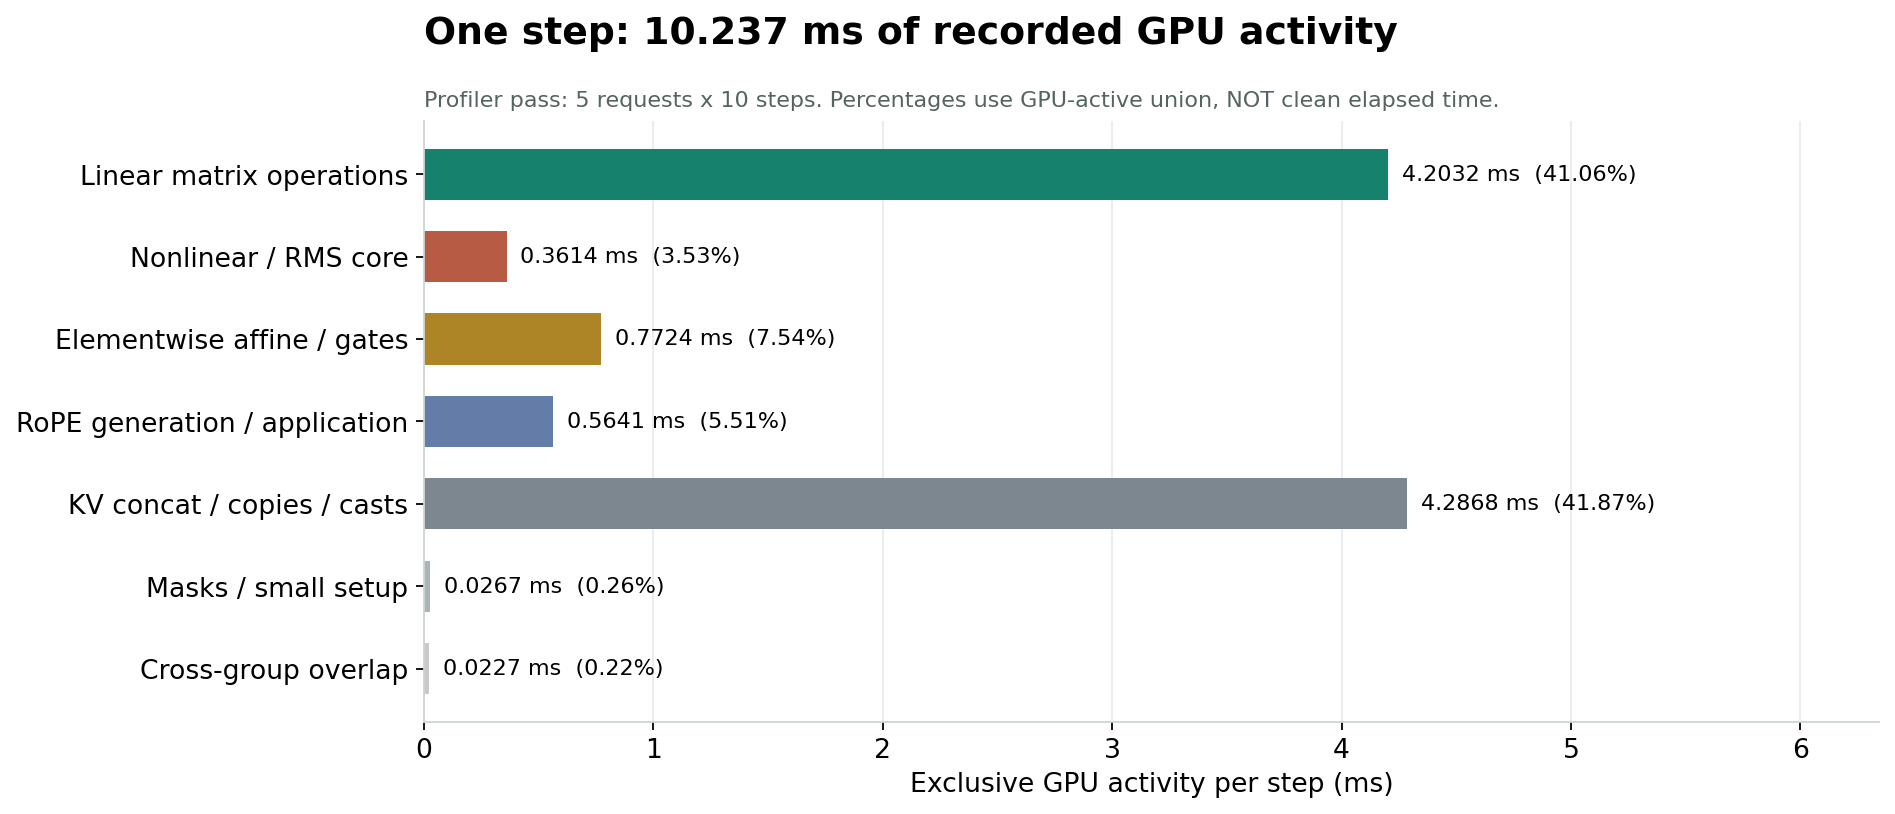 One step: 10.237 ms of recorded GPU activity
Profiler pass: 5 requests x 10 steps. Percentages use GPU-active union, NOT clean elapsed time.
Linear matrix operations 4.2032 ms (41.06%)
Nonlinear / RMS core 0.3614 ms (3.53%)
Elementwise affine / gates 0.7724 ms (7.54%)
RoPE generation / application 0.5641 ms (5.51%)
KV concat / copies / casts 4.2868 ms (41.87%)
Masks / small setup 0.0267 ms (0.26%)
Cross-group overlap 0.0227 ms (0.22%)
0 1 2 3 4 5 6
Exclusive GPU activity per step (ms)